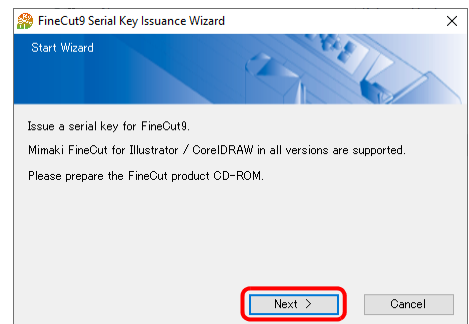 FineCut9 Serial Key Issuance Wizard
Start Wizard
Issue a serial key for FineCut9.
Mimaki FineCut for Illustrator / CorelDRAW in all versions are supported.
Please prepare the FineCut product CD-ROM.
Next >
Cancel